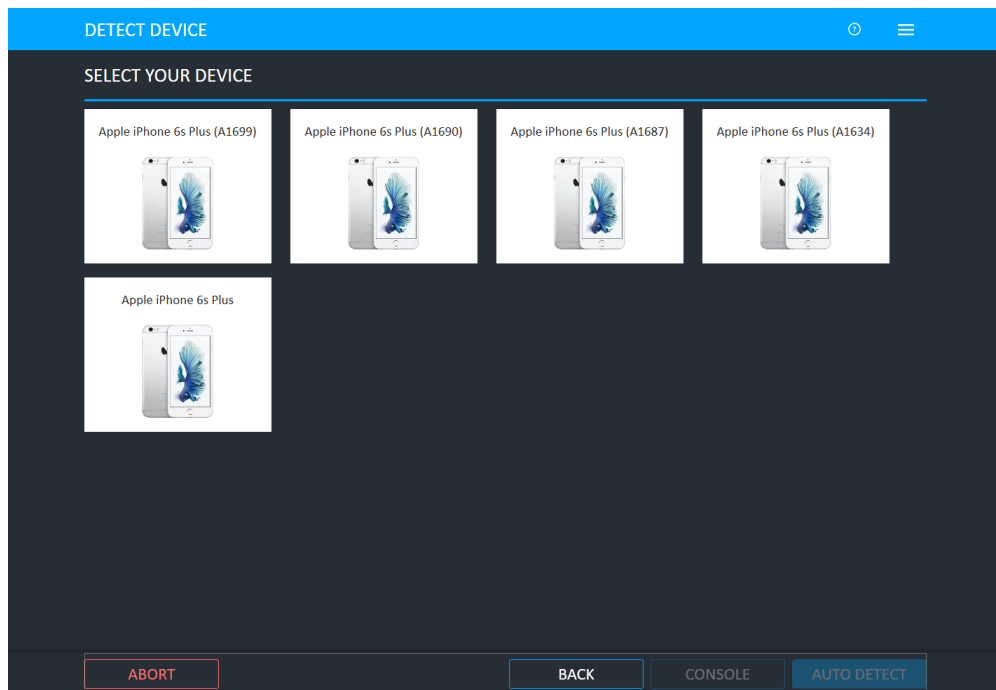 DETECT DEVICE
SELECT YOUR DEVICE
Apple iPhone 6s Plus (A1699)
Apple iPhone 6s Plus (A1690)
Apple iPhone 6s Plus (A1687)
Apple iPhone 6s Plus (A1634)
Apple iPhone 6s Plus
ABORT
BACK
CONSOLE
AUTO DETECT